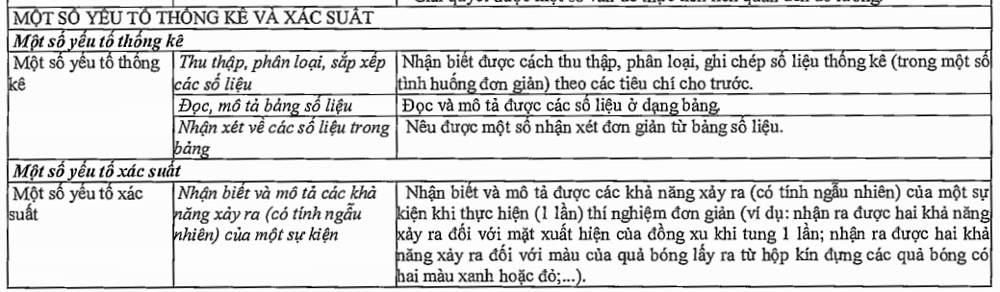 MỘT SỐ YẾU TỐ THỐNG KÊ VÀ XÁC SUẤT
Một số yếu tố thống kê
Một số yếu tố thống kê
Thu thập, phân loại, sắp xếp các số liệu
Nhận biết được cách thu thập, phân loại, ghi chép số liệu thống kê (trong một số
tình huống đơn giản) theo các tiêu chí cho trước.
Đọc, mô tả bảng số liệu
Đọc và mô tả được các số liệu ở dạng bảng.
Nhận xét về các số liệu trong bảng
Nêu được một số nhận xét đơn giản từ bảng số liệu.
Một số yếu tố xác suất
Một số yếu tố xác suất
Nhận biết và mô tả các khả năng xảy ra (có tính ngẫu nhiên) của một sự kiện
Nhận biết và mô tả được các khả năng xảy ra (có tính ngẫu nhiên) của một sự
kiện khi thực hiện (1 lần) thí nghiệm đơn giản (ví dụ: nhận ra được hai khả năng
xảy ra đối với mặt xuất hiện của đồng xu khi tung 1 lần; nhận ra được hai khả
năng xảy ra đối với màu của quả bóng lấy ra từ hộp kín đựng các quả bóng có
hai màu xanh hoặc đỏ;...).